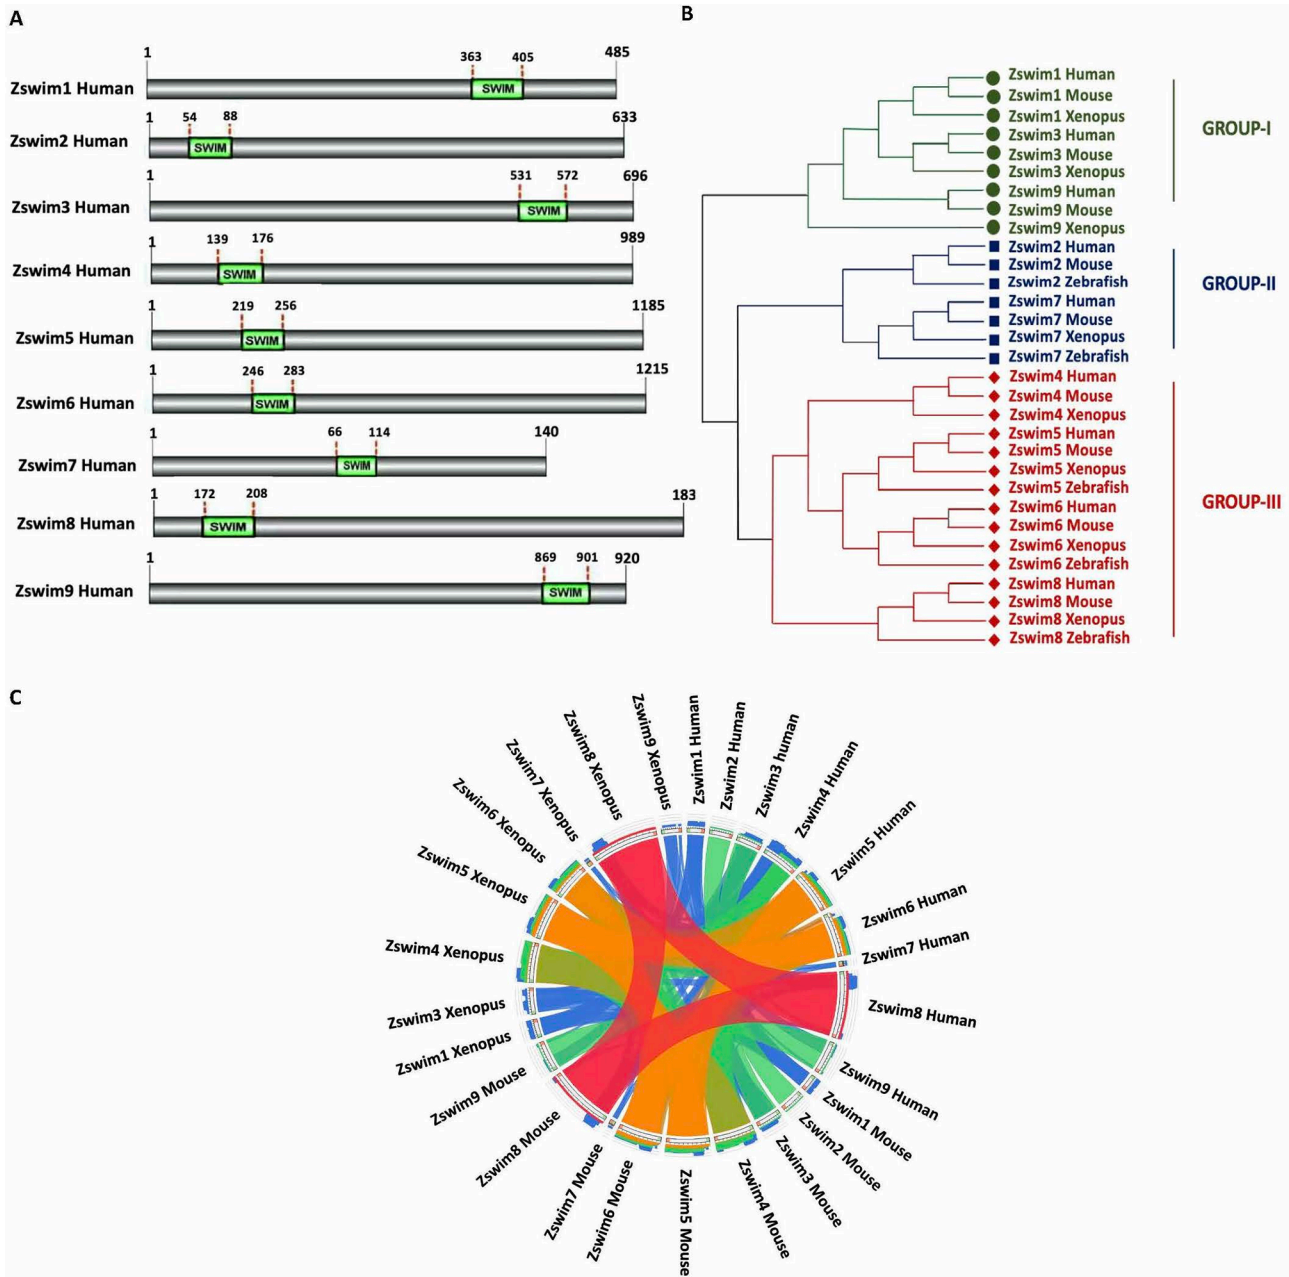 A
1
363
405
485
Zswim1 Human
SWIM
1
54
88
633
Zswim2 Human
SWIM
1
531
572
696
Zswim3 Human
SWIM
1
139
176
989
Zswim4 Human
SWIM
1
219
256
1185
Zswim5 Human
SWIM
1
246
283
1215
Zswim6 Human
SWIM
1
66
114
140
Zswim7 Human
SWIM
1
172
208
183
Zswim8 Human
SWIM
1
869
901
920
Zswim9 Human
SWIM
B
Zswim1 Human
Zswim1 Mouse
Zswim1 Xenopus
Zswim3 Human
Zswim3 Mouse
Zswim3 Xenopus
Zswim9 Human
Zswim9 Mouse
Zswim9 Xenopus
GROUP-I
Zswim2 Human
Zswim2 Mouse
Zswim2 Zebrafish
Zswim7 Human
Zswim7 Mouse
Zswim7 Xenopus
Zswim7 Zebrafish
GROUP-II
Zswim4 Human
Zswim4 Mouse
Zswim4 Xenopus
Zswim5 Human
Zswim5 Mouse
Zswim5 Xenopus
Zswim5 Zebrafish
Zswim6 Human
Zswim6 Mouse
Zswim6 Xenopus
Zswim6 Zebrafish
Zswim8 Human
Zswim8 Mouse
Zswim8 Xenopus
Zswim8 Zebrafish
GROUP-III
C
Zswim1 Human
Zswim2 Human
Zswim3 human
Zswim4 Human
Zswim5 Human
Zswim6 Human
Zswim7 Human
Zswim8 Human
Zswim9 Human
Zswim1 Mouse
Zswim2 Mouse
Zswim3 Mouse
Zswim4 Mouse
Zswim5 Mouse
Zswim6 Mouse
Zswim7 Mouse
Zswim8 Mouse
Zswim9 Mouse
Zswim1 Xenopus
Zswim3 Xenopus
Zswim4 Xenopus
Zswim5 Xenopus
Zswim6 Xenopus
Zswim7 Xenopus
Zswim8 Xenopus
Zswim9 Xenopus